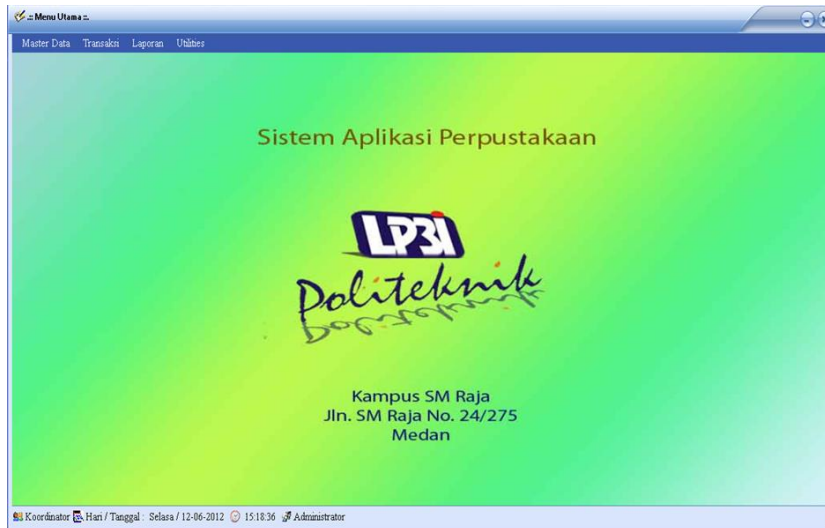 .:: Menu Utama ::.
Master Data Transaksi Laporan Utilities
Sistem Aplikasi Perpustakaan
LP3I
Politeknik
Kampus SM Raja
Jln. SM Raja No. 24/275
Medan
Koordinator Hari / Tanggal : Selasa / 12-06-2012 15:18:36 Administrator